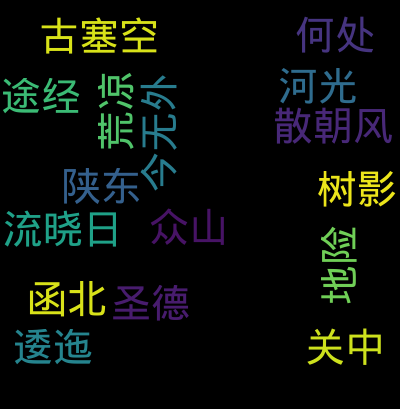 古塞空
何处
途经
荒凉
今无外
河光
散朝风
陕东
树影
流晓日
众山
地险
函北
圣德
逶迤
关中